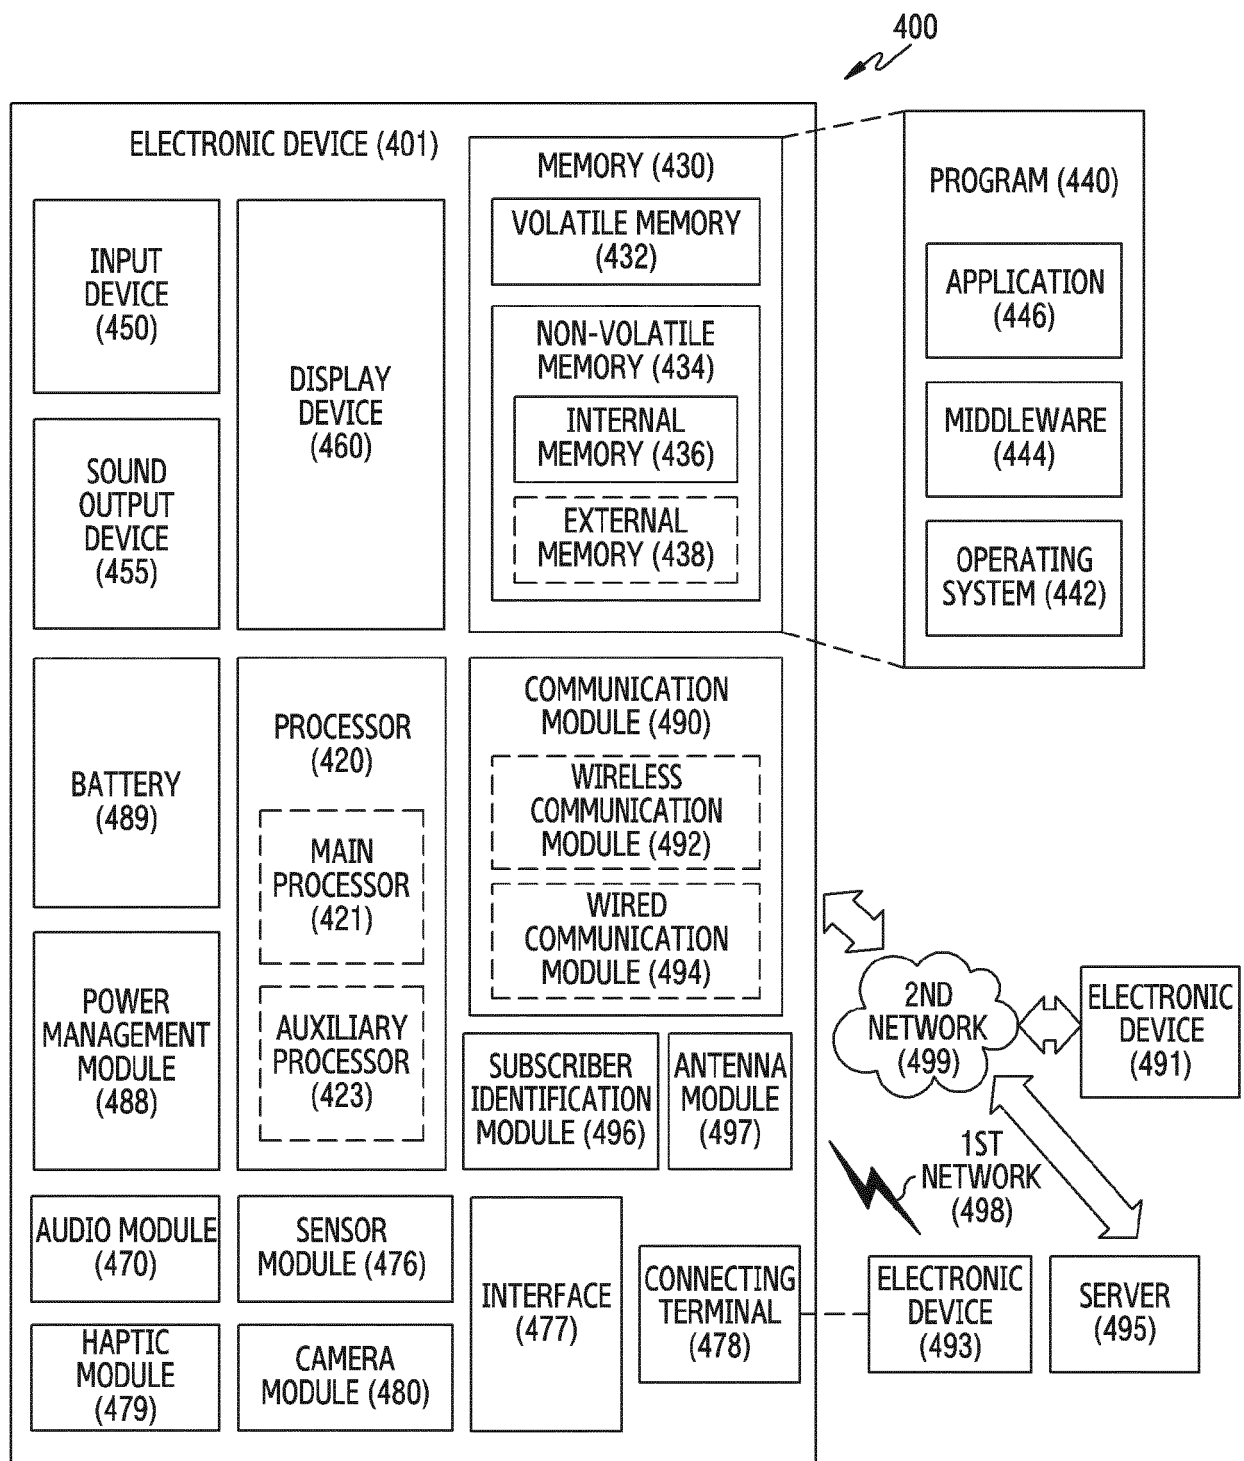 400
ELECTRONIC DEVICE (401)
INPUT
DEVICE
(450)
SOUND
OUTPUT
DEVICE
(455)
DISPLAY
DEVICE
(460)
MEMORY (430)
VOLATILE MEMORY
(432)
NON-VOLATILE
MEMORY (434)
INTERNAL
MEMORY (436)
EXTERNAL
MEMORY (438)
PROGRAM (440)
APPLICATION
(446)
MIDDLEWARE
(444)
OPERATING
SYSTEM (442)
BATTERY
(489)
POWER
MANAGEMENT
MODULE
(488)
PROCESSOR
(420)
MAIN
PROCESSOR
(421)
AUXILIARY
PROCESSOR
(423)
COMMUNICATION
MODULE (490)
WIRELESS
COMMUNICATION
MODULE (492)
WIRED
COMMUNICATION
MODULE (494)
SUBSCRIBER
IDENTIFICATION
MODULE (496)
ANTENNA
MODULE
(497)
2ND
NETWORK
(499)
ELECTRONIC
DEVICE
(491)
1ST
NETWORK
(498)
AUDIO MODULE
(470)
SENSOR
MODULE (476)
HAPTIC
MODULE
(479)
CAMERA
MODULE (480)
INTERFACE
(477)
CONNECTING
TERMINAL
(478)
ELECTRONIC
DEVICE
(493)
SERVER
(495)